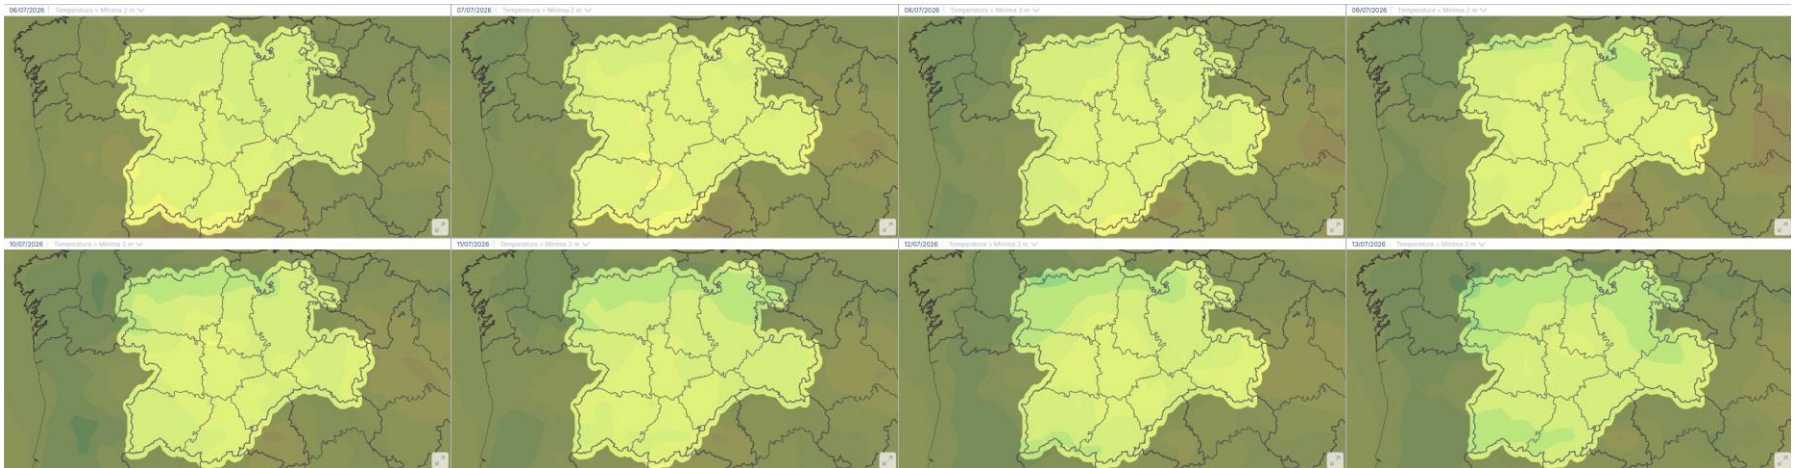 06/07/2026 Temperatura > Mínima 2 m
07/07/2026 Temperatura > Mínima 2 m
08/07/2026 Temperatura > Mínima 2 m
09/07/2026 Temperatura > Mínima 2 m
10/07/2026 Temperatura > Mínima 2 m
11/07/2026 Temperatura > Mínima 2 m
12/07/2026 Temperatura > Mínima 2 m
13/07/2026 Temperatura > Mínima 2 m